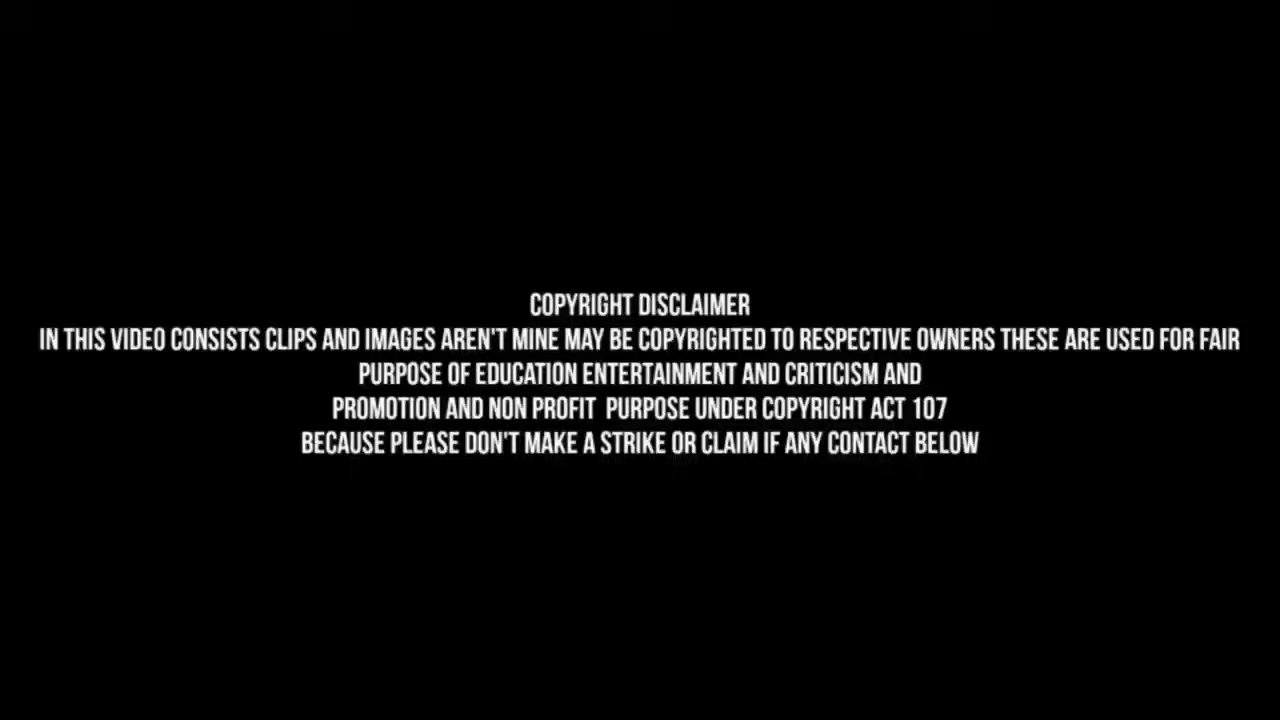 COPYRIGHT DISCLAIMER
IN THIS VIDEO CONSISTS CLIPS AND IMAGES AREN'T MINE MAY BE COPYRIGHTED TO RESPECTIVE OWNERS THESE ARE USED FOR FAIR
PURPOSE OF EDUCATION ENTERTAINMENT AND CRITICISM AND
PROMOTION AND NON PROFIT PURPOSE UNDER COPYRIGHT ACT 107
BECAUSE PLEASE DON'T MAKE A STRIKE OR CLAIM IF ANY CONTACT BELOW